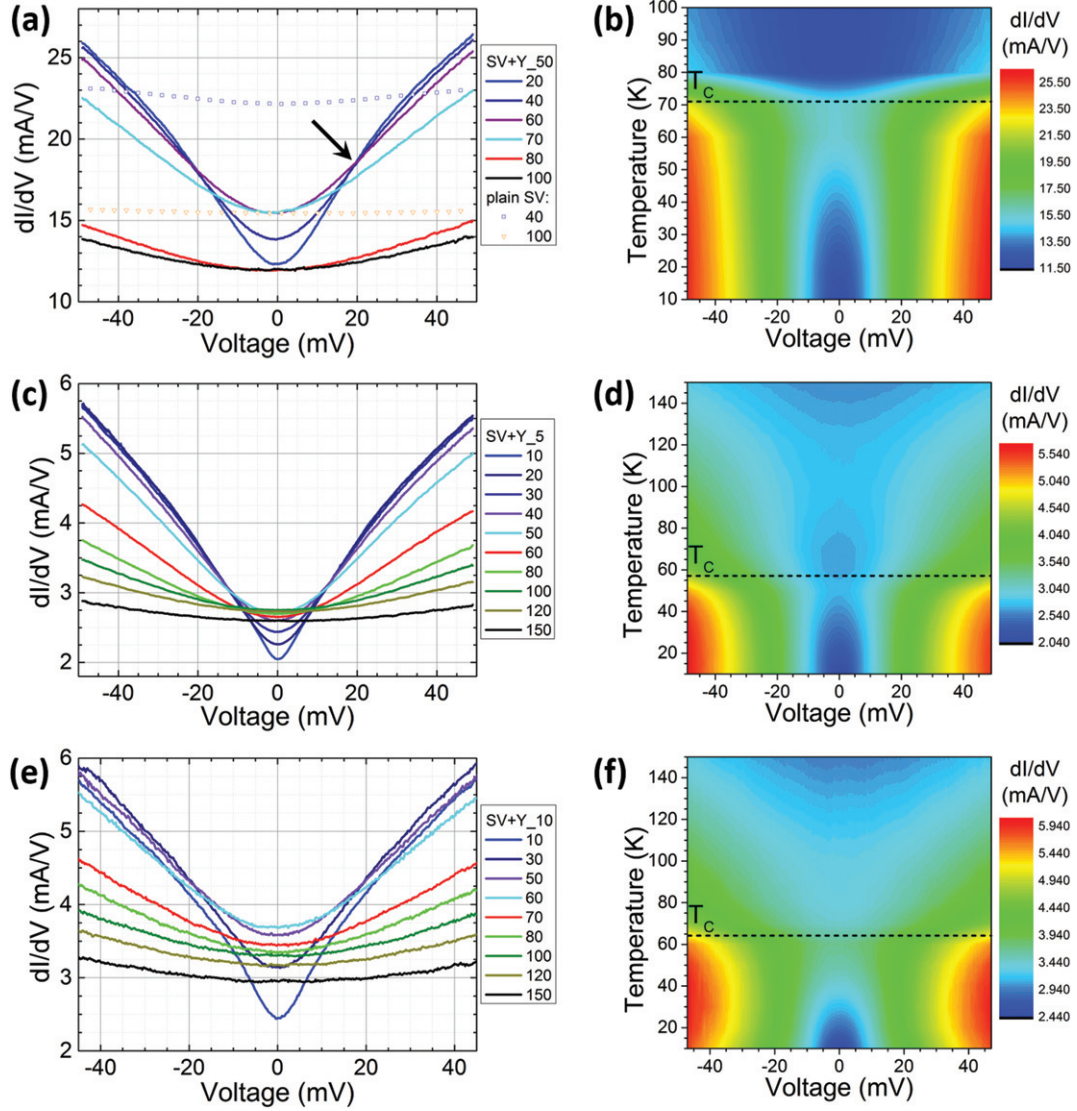 (a)
25
20
15
10
dI/dV (mA/V)
-40 -20 0 20 40
Voltage (mV)
SV+Y_50
20
40
60
70
80
100
plain SV:
40
100
(b)
100
90
80
70
60
50
40
30
20
10
Temperature (K)
T_C
-40 -20 0 20 40
Voltage (mV)
dI/dV
(mA/V)
25.50
23.50
21.50
19.50
17.50
15.50
13.50
11.50
(c)
6
5
4
3
2
dI/dV (mA/V)
-40 -20 0 20 40
Voltage (mV)
SV+Y_5
10
20
30
40
50
60
80
100
120
150
(d)
140
120
100
80
60
40
20
Temperature (K)
T_C
-40 -20 0 20 40
Voltage (mV)
dI/dV
(mA/V)
5.540
5.040
4.540
4.040
3.540
3.040
2.540
2.040
(e)
6
5
4
3
2
dI/dV (mA/V)
-40 -20 0 20 40
Voltage (mV)
SV+Y_10
10
30
50
60
70
80
100
120
150
(f)
140
120
100
80
60
40
20
Temperature (K)
T_C
-40 -20 0 20 40
Voltage (mV)
dI/dV
(mA/V)
5.940
5.440
4.940
4.440
3.940
3.440
2.940
2.440